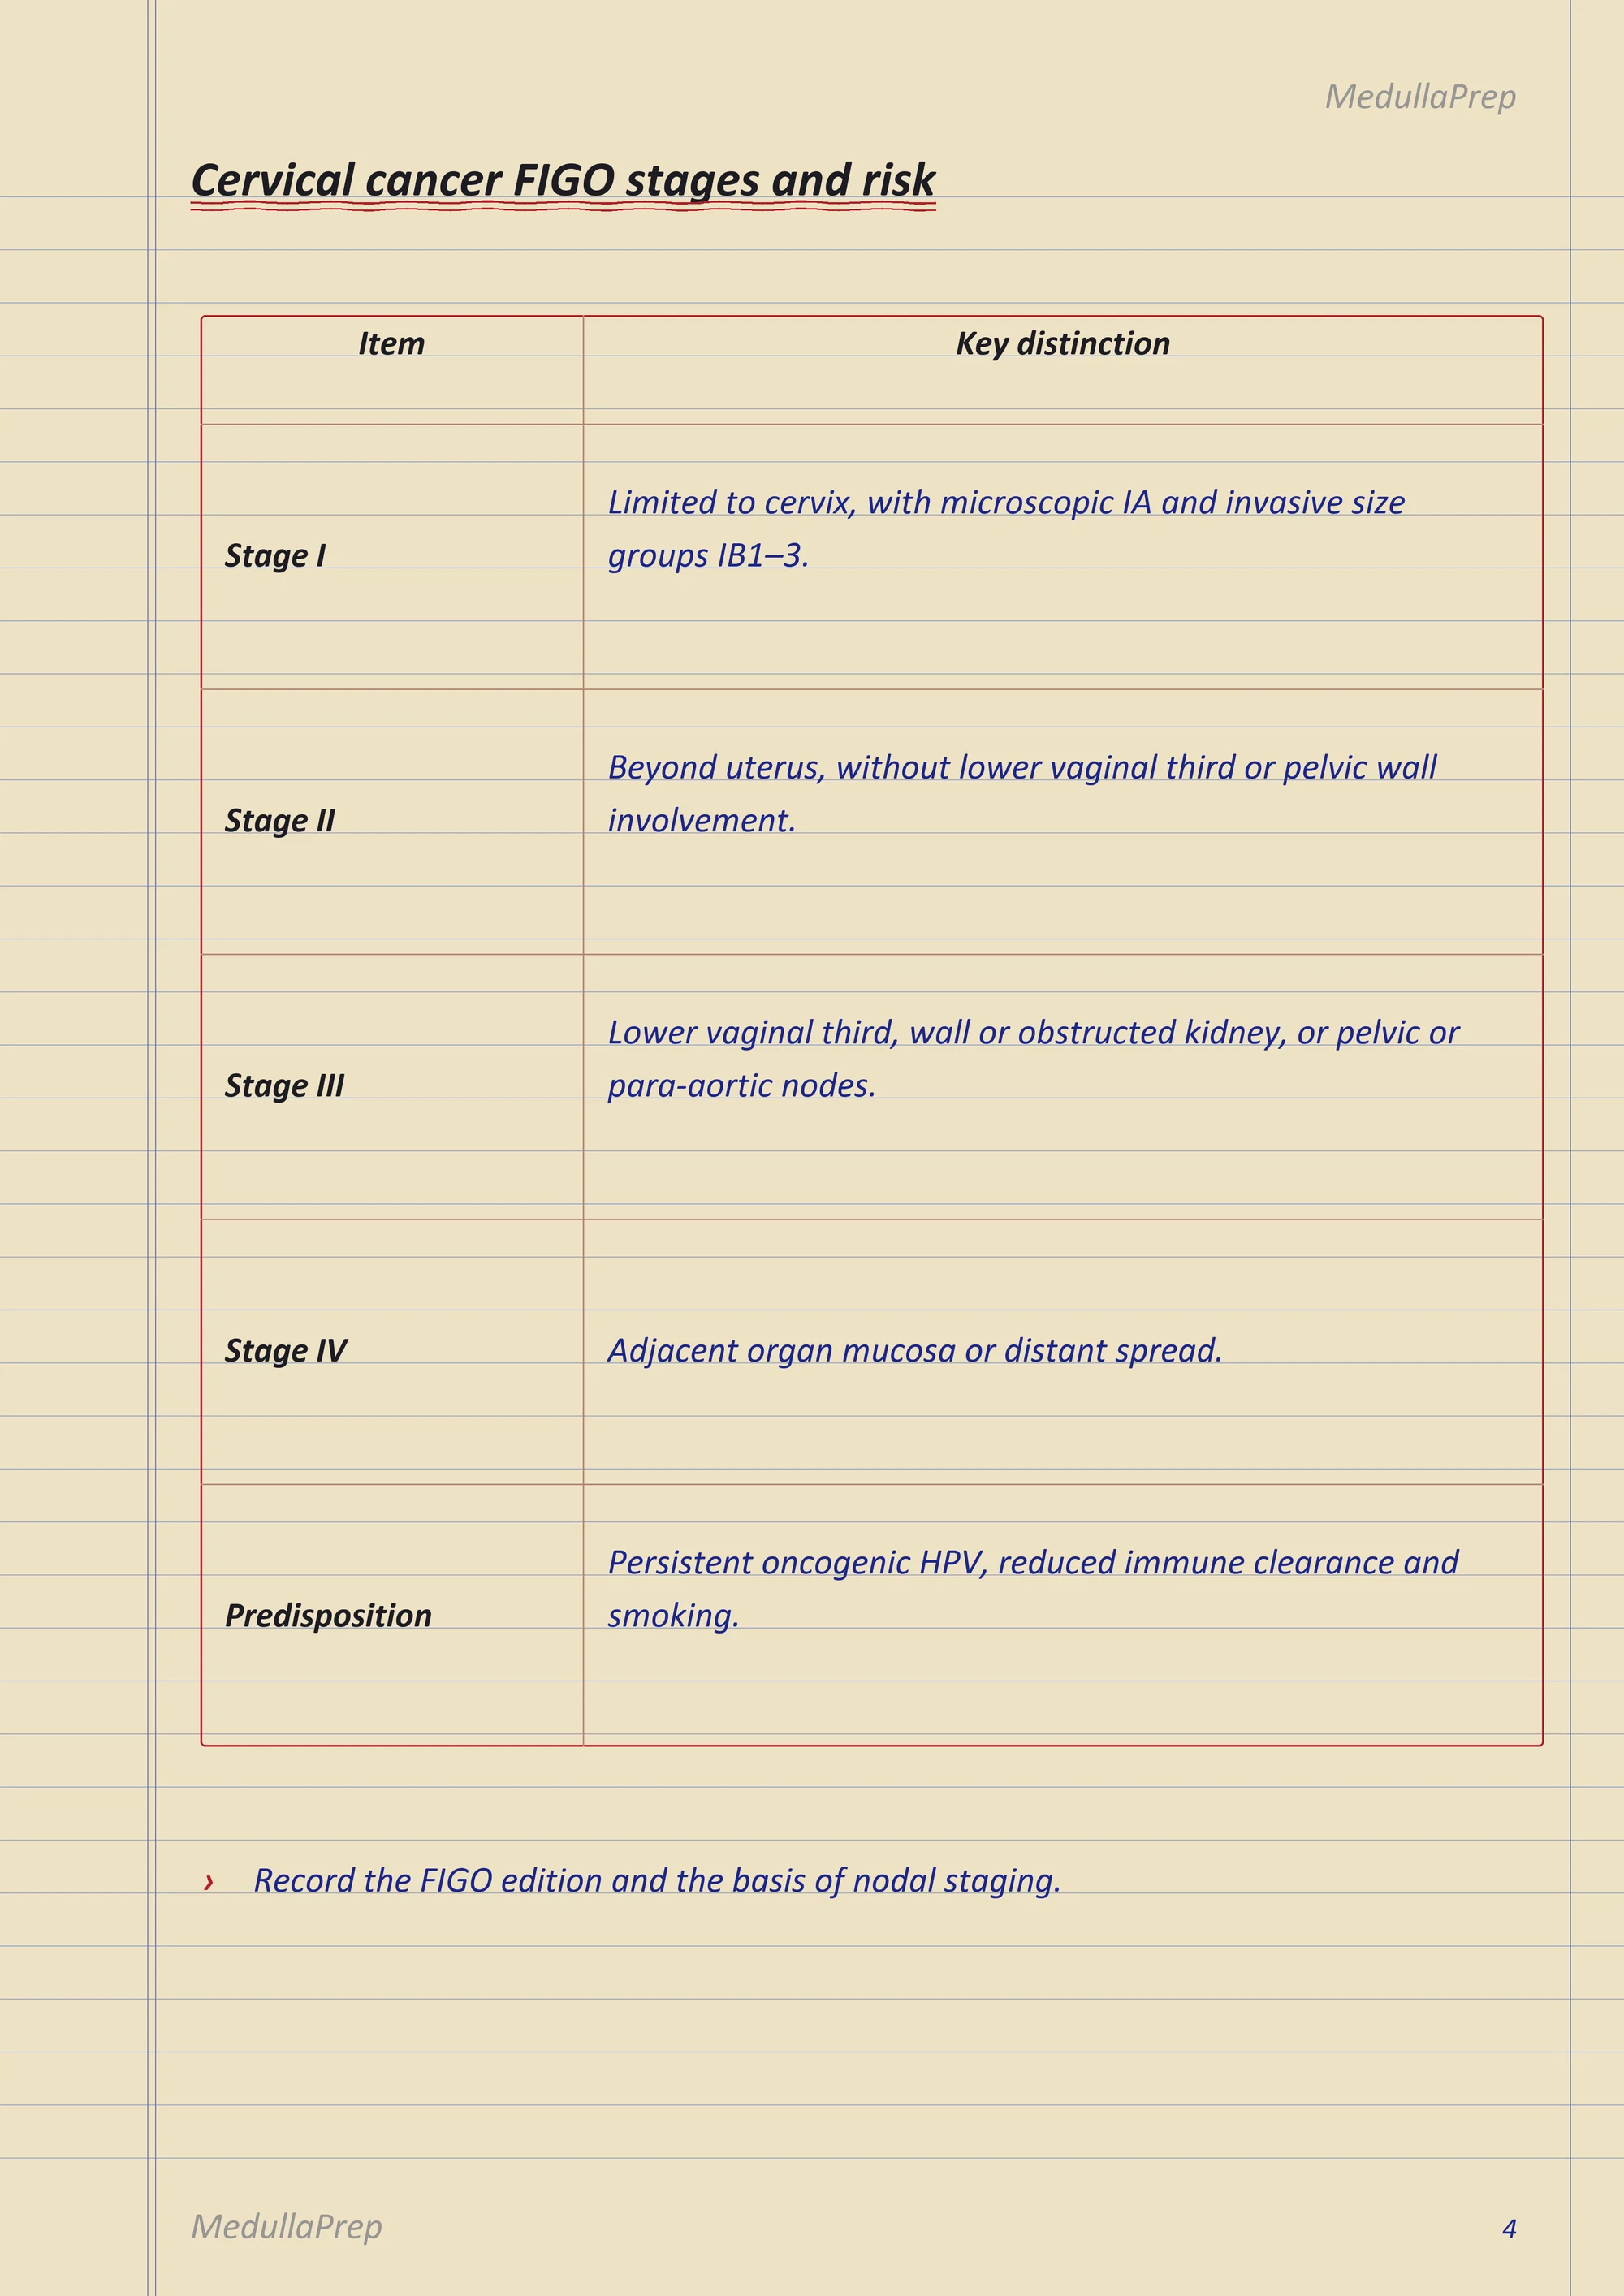 MedullaPrep
Cervical cancer FIGO stages and risk
Item Key distinction
Limited to cervix, with microscopic IA and invasive size
Stage I groups IB1–3.
Beyond uterus, without lower vaginal third or pelvic wall
Stage II involvement.
Lower vaginal third, wall or obstructed kidney, or pelvic or
Stage III para-aortic nodes.
Stage IV Adjacent organ mucosa or distant spread.
Persistent oncogenic HPV, reduced immune clearance and
Predisposition smoking.
› Record the FIGO edition and the basis of nodal staging.
MedullaPrep 4